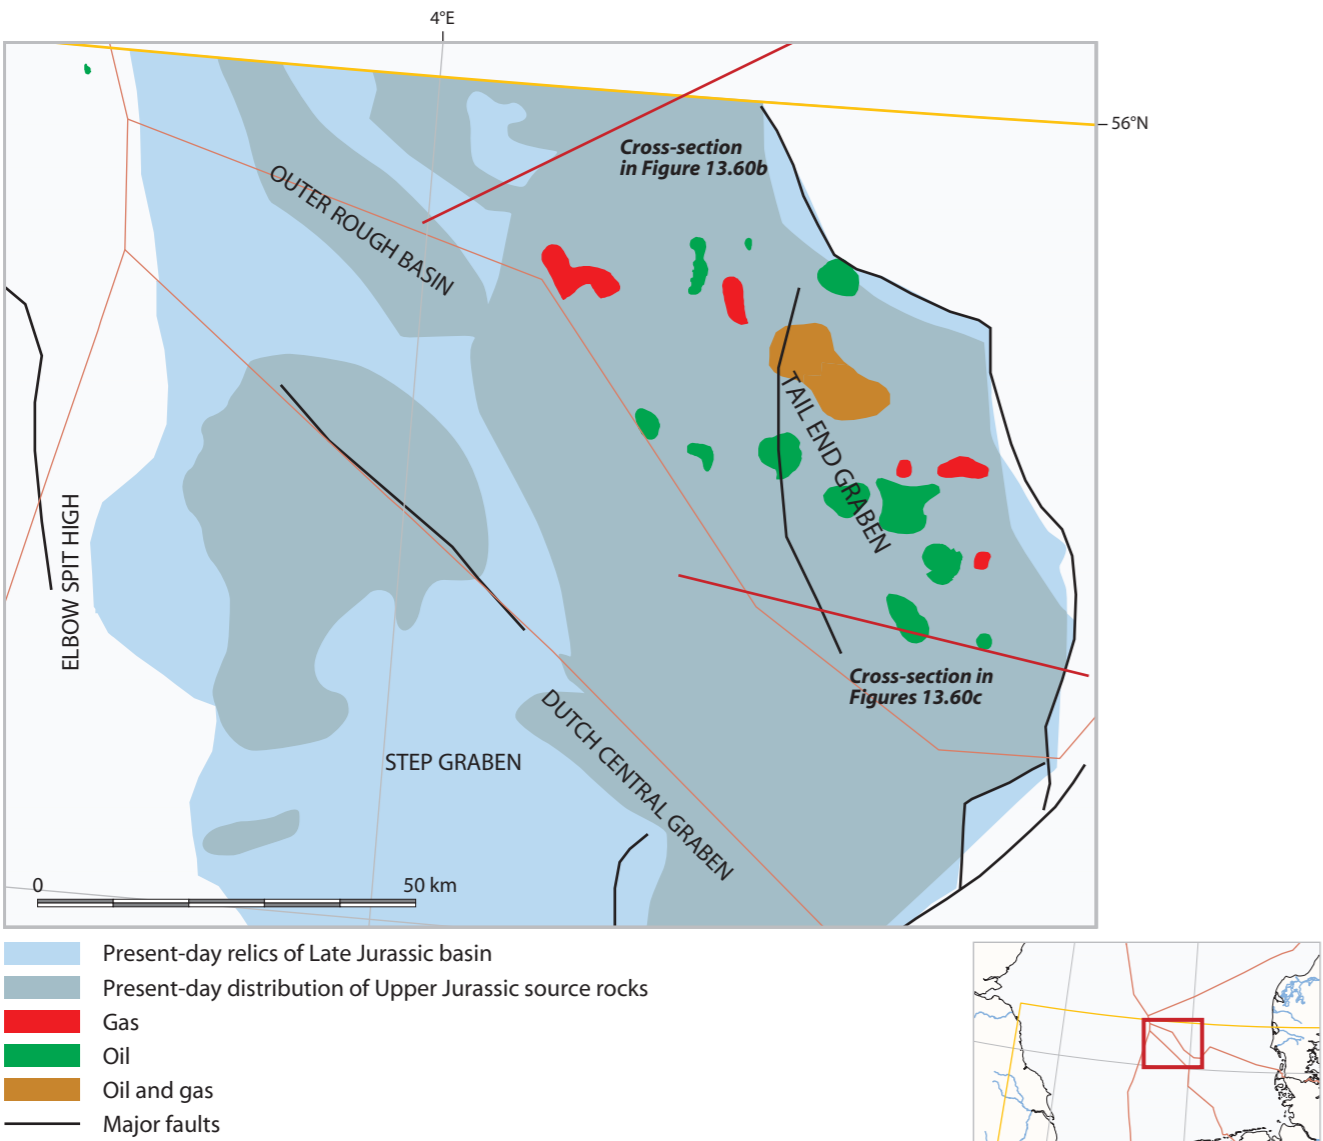 4°E
56°N
Cross-section
in Figure 13.60b
OUTER ROUGH BASIN
TAIL END GRABEN
ELBOW SPIT HIGH
Cross-section in
Figures 13.60c
DUTCH CENTRAL GRABEN
STEP GRABEN
0 50 km
Present-day relics of Late Jurassic basin
Present-day distribution of Upper Jurassic source rocks
Gas
Oil
Oil and gas
Major faults